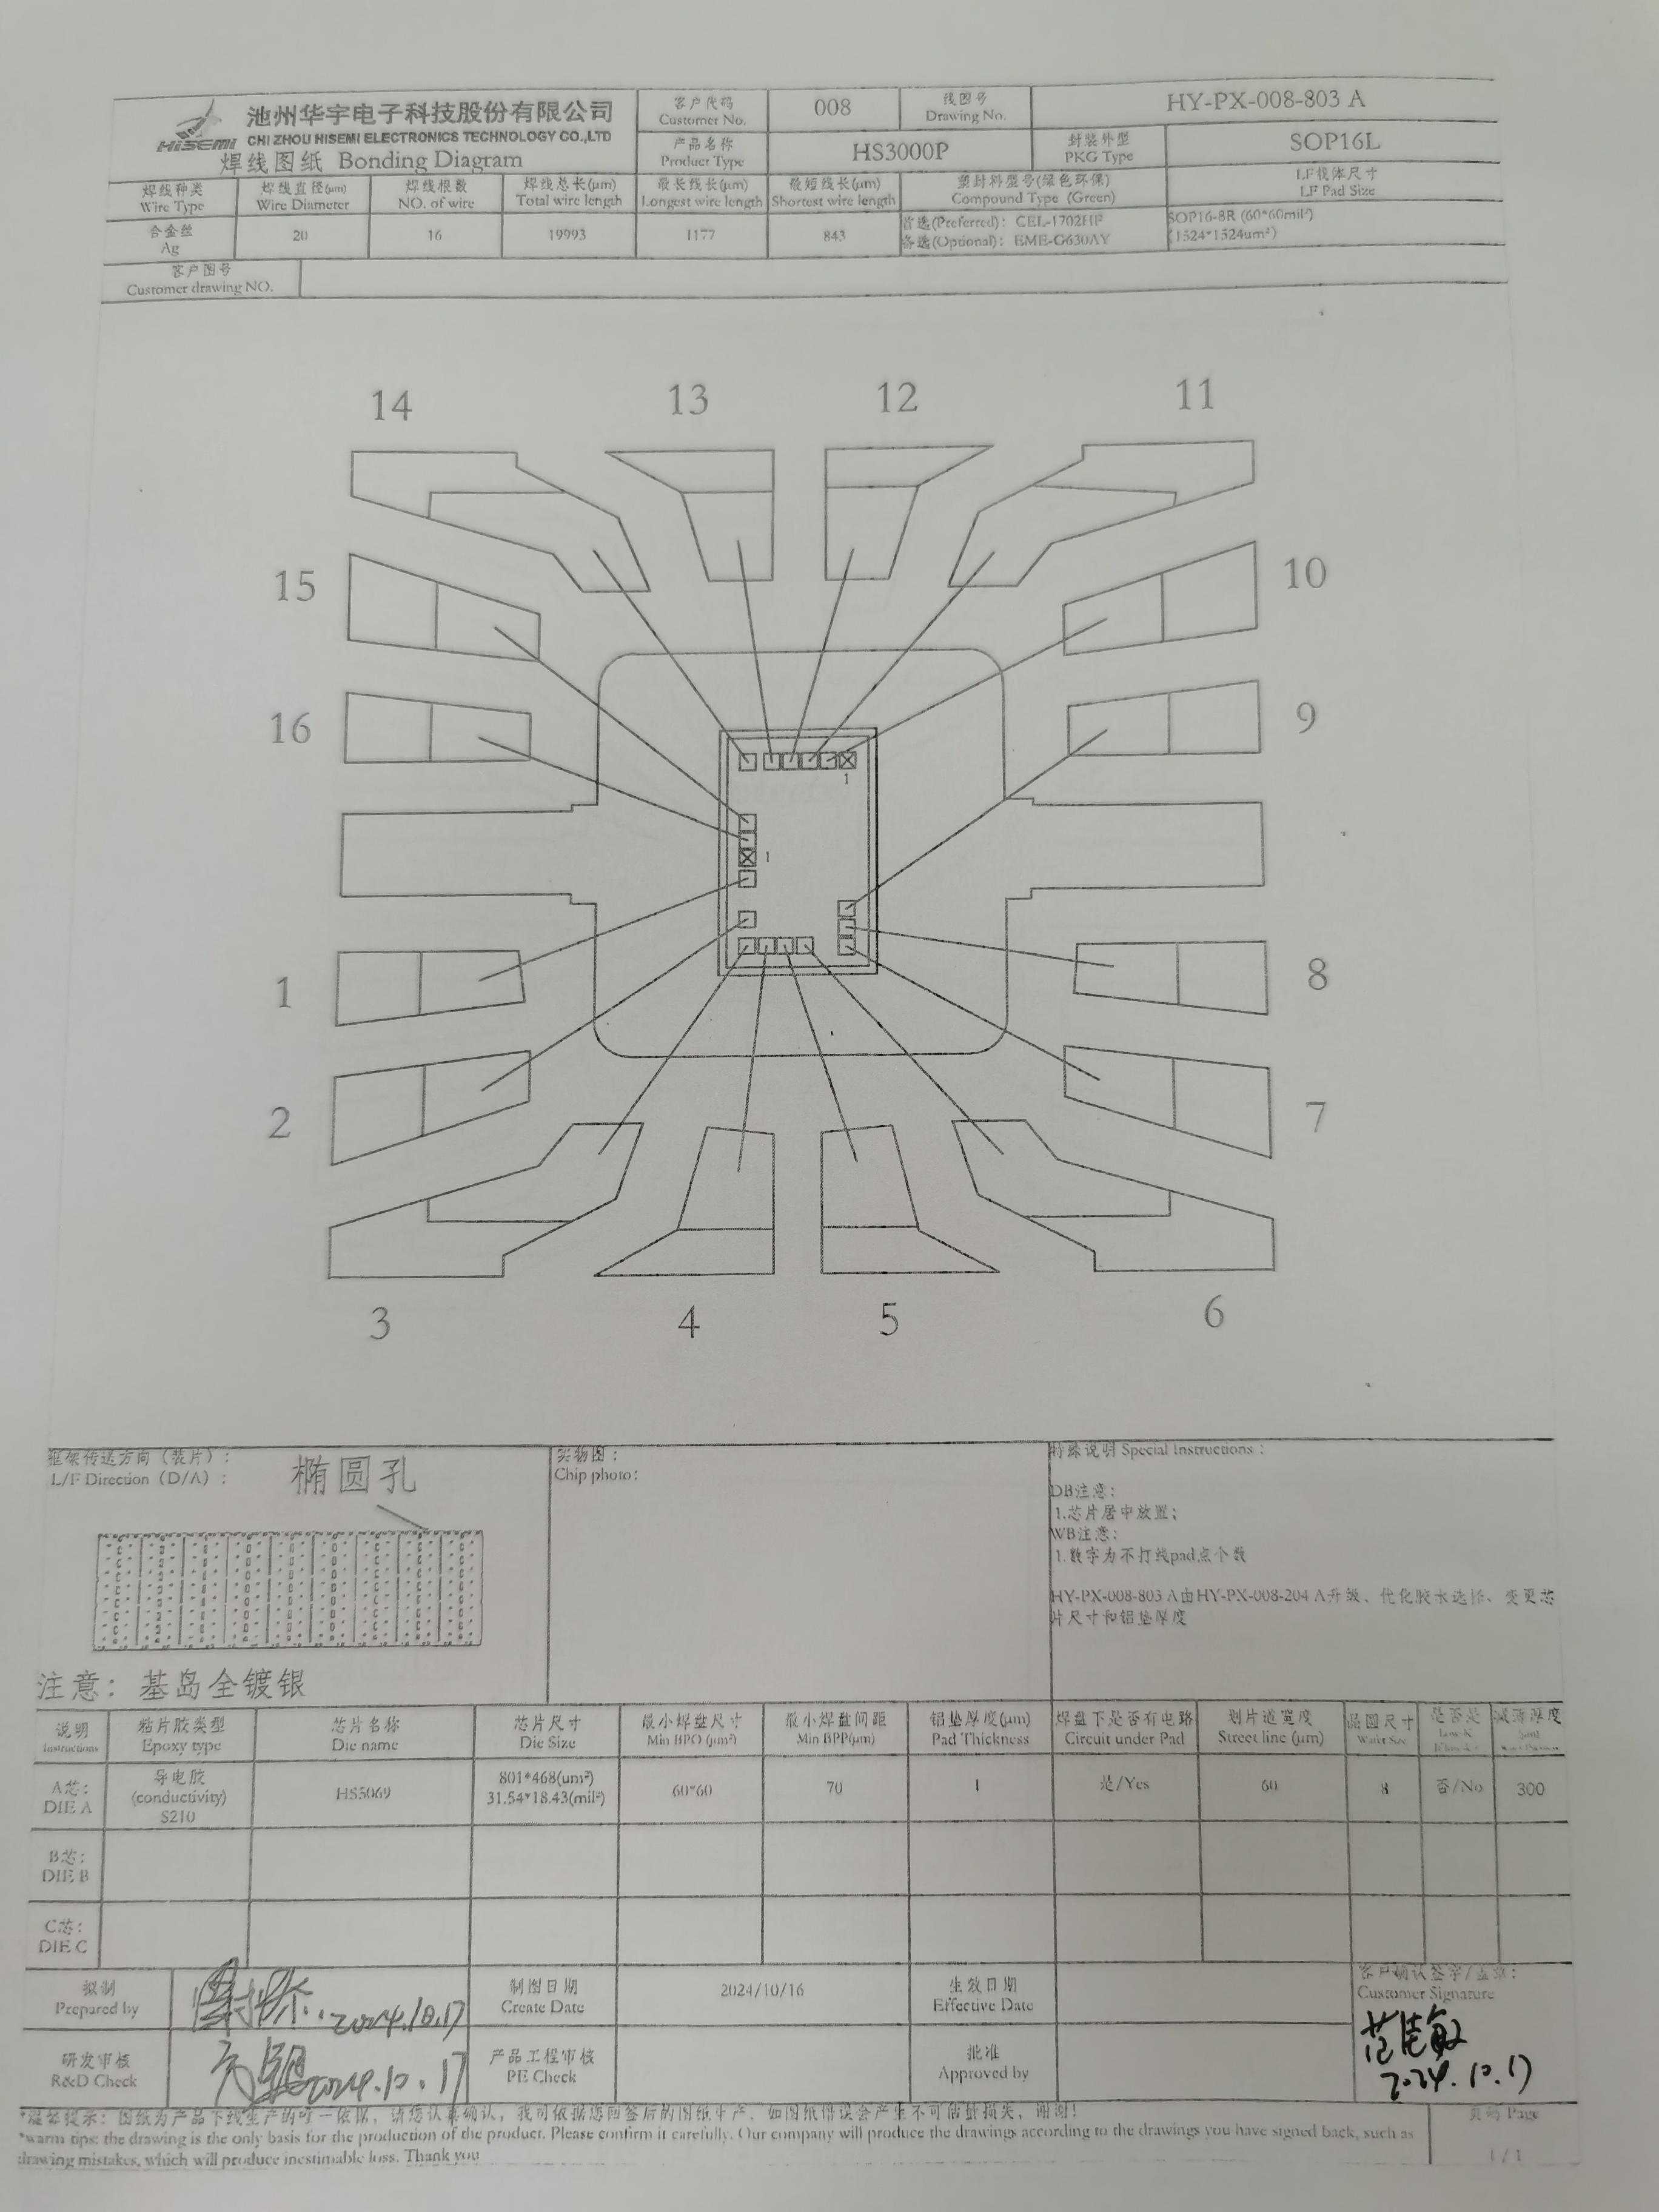 HISEMI
池州华宇电子科技股份有限公司
CHI ZHOU HISEMI ELECTRONICS TECHNOLOGY CO.,LTD
焊线图纸 Bonding Diagram
客户代码
Customer No.
008
线图号
Drawing No.
HY-PX-008-803 A
产品名称
Product Type
HS3000P
封装外型
PKG Type
SOP16L
焊线种类
Wire Type
焊线直径(μm)
Wire Diameter
焊线根数
NO. of wire
焊线总长(μm)
Total wire length
最长线长(μm)
Longest wire length
最短线长(μm)
Shortest wire length
塑封料型号(绿色环保)
Compound Type (Green)
LF载体尺寸
LF Pad Size
合金丝
Ag
20
16
19993
1177
843
首选(Preferred): CEL-1702HF
备选(Optional): EME-G630AY
SOP16-8R (60*60mil²)
(1524*1524um²)
客户图号
Customer drawing NO.
14
13
12
11
15
10
16
9
1
1
1
8
2
7
3
4
5
6
框架传送方向（装片）:
L/F Direction（D/A）:
椭圆孔
注意: 基岛全镀银
实物图:
Chip photo:
特殊说明 Special Instructions :
DB注意:
1.芯片居中放置;
WB注意:
1.数字为不打线pad点个数
HY-PX-008-803 A由HY-PX-008-204 A升级、优化胶水选择、变更芯
片尺寸和铝垫厚度
说明
Instructions
粘片胶类型
Epoxy type
芯片名称
Die name
芯片尺寸
Die Size
最小焊盘尺寸
Min BPO (μm²)
最小焊盘间距
Min BPP(μm)
铝垫厚度(μm)
Pad Thickness
焊盘下是否有电路
Circuit under Pad
划片道宽度
Street line (μm)
晶圆尺寸
Wafer Size
是否是
减薄厚度
A芯:
DIE A
导电胶
(conductivity)
S210
HS5069
801*468(um²)
31.54*18.43(mil²)
60*60
70
1
是/Yes
60
8
否/No
300
B芯:
DIE B
C芯:
DIE C
拟制
Prepared by
2024.10.17
制图日期
Create Date
2024/10/16
生效日期
Effective Date
客户确认签字/盖章:
Customer Signature
范佳敏
2024.10.17
研发审核
R&D Check
2024.10.17
产品工程审核
PE Check
批准
Approved by
*温馨提示: 图纸为产品下线生产的唯一依据, 请您认真确认, 我司依据您回签后的图纸生产, 如图纸错误会产生不可估量损失, 谢谢!
*warm tips: the drawing is the only basis for the production of the product. Please confirm it carefully. Our company will produce the drawings according to the drawings you have signed back, such as
drawing mistakes, which will produce inestimable loss. Thank you
页码 Page
1 / 1